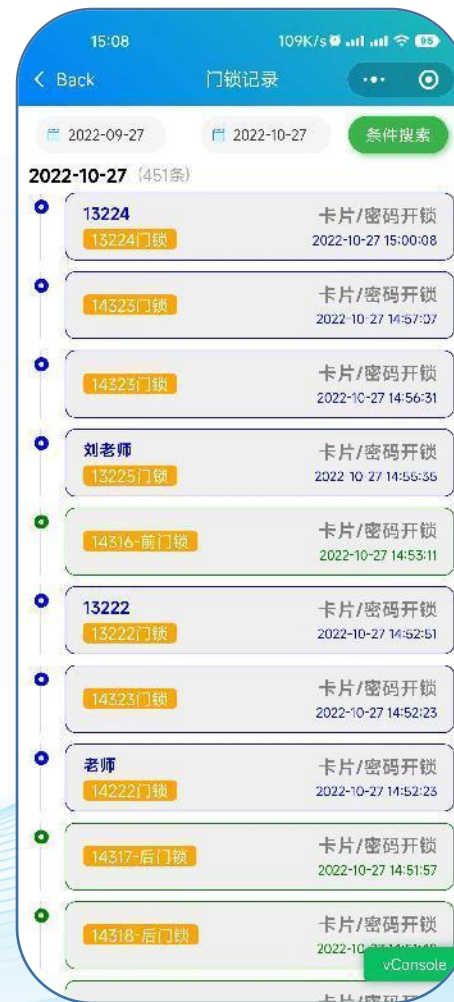 15:08 109K/s 95
Back 门锁记录
2022-09-27 2022-10-27 条件搜索
2022-10-27 (451条)
13224 卡片/密码开锁
13224门锁 2022-10-27 15:00:08
卡片/密码开锁
14323门锁
2022-10-27 14:57:07
卡片/密码开锁
14323门锁
2022-10-27 14:56:31
刘老师 卡片/密码开锁
13225门锁 2022-10-27 14:55:35
卡片/密码开锁
14316-前门锁
2022-10-27 14:53:11
13222 卡片/密码开锁
13222门锁 2022-10-27 14:52:51
卡片/密码开锁
14323门锁
2022-10-27 14:52:23
老师 卡片/密码开锁
14222门锁 2022-10-27 14:52:23
卡片/密码开锁
14317-后门锁
2022-10-27 14:51:57
卡片/密码开锁
14318-后门锁
2022-10
vConsole